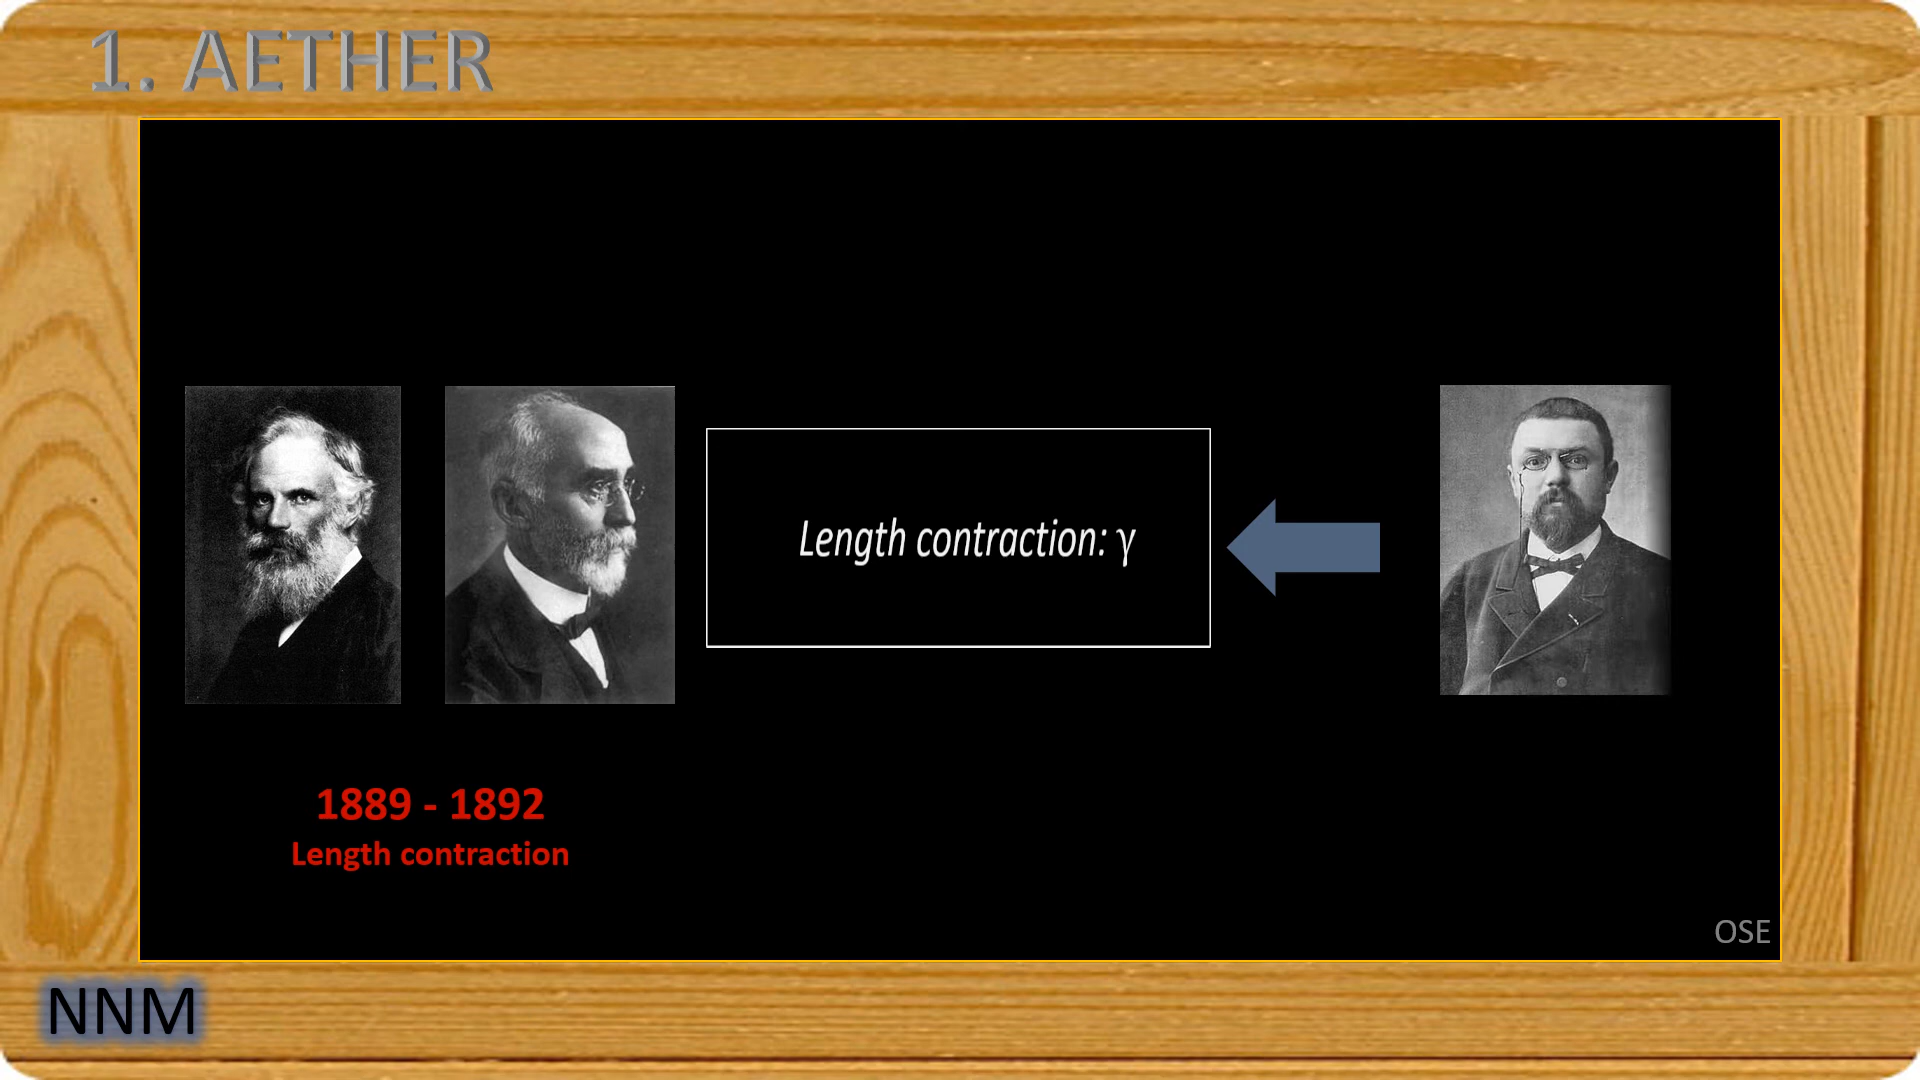 1. AETHER
Length contraction: γ
1889 - 1892
Length contraction
OSE
NNM